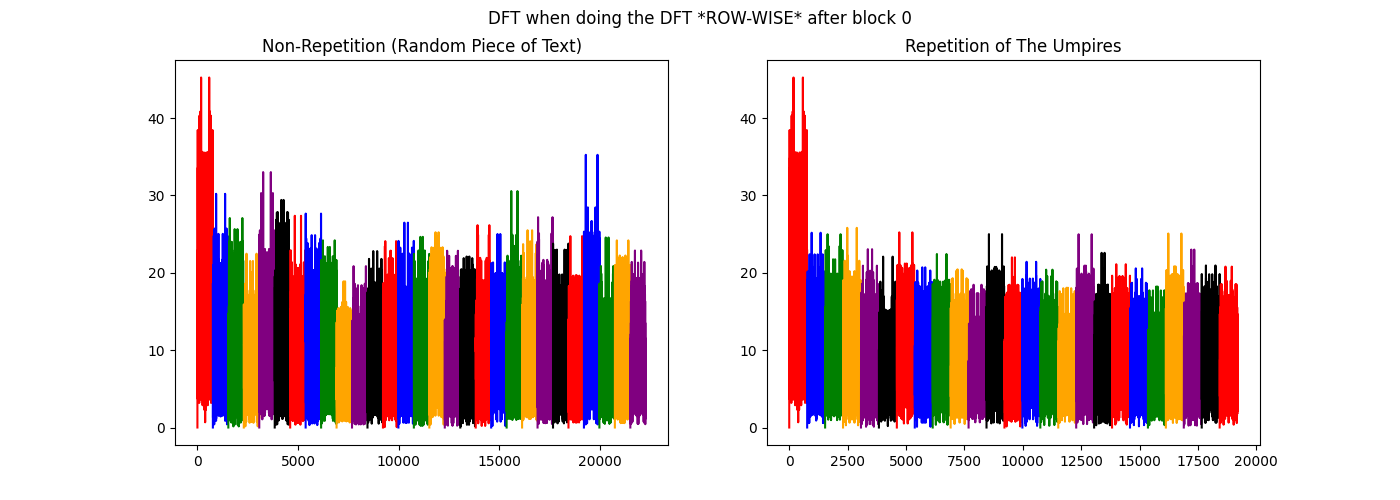 DFT when doing the DFT *ROW-WISE* after block 0
Non-Repetition (Random Piece of Text)
40
30
20
10
0
0 5000 10000 15000 20000
Repetition of The Umpires
40
30
20
10
0
0 2500 5000 7500 10000 12500 15000 17500 20000